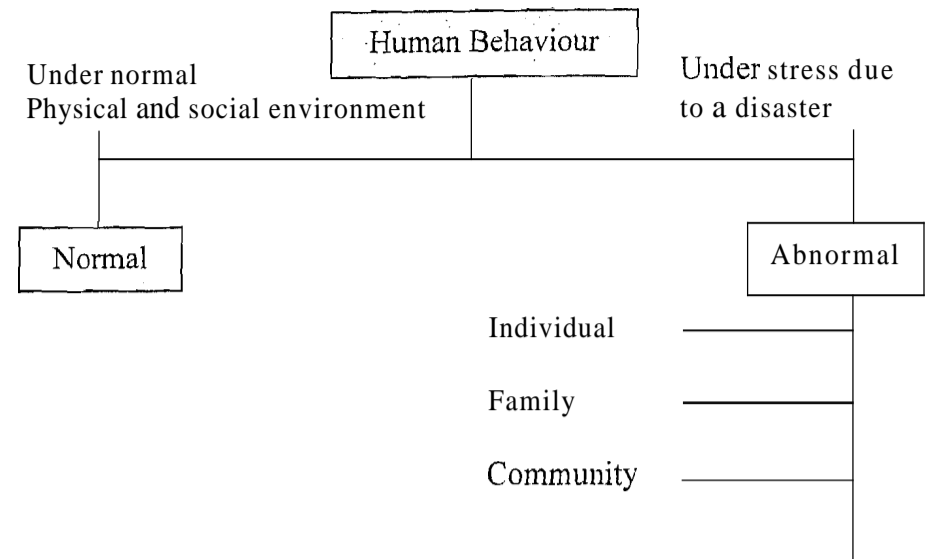 Human Behaviour
Under normal
Physical and social environment
Under stress due
to a disaster
Normal
Abnormal
Individual
Family
Community